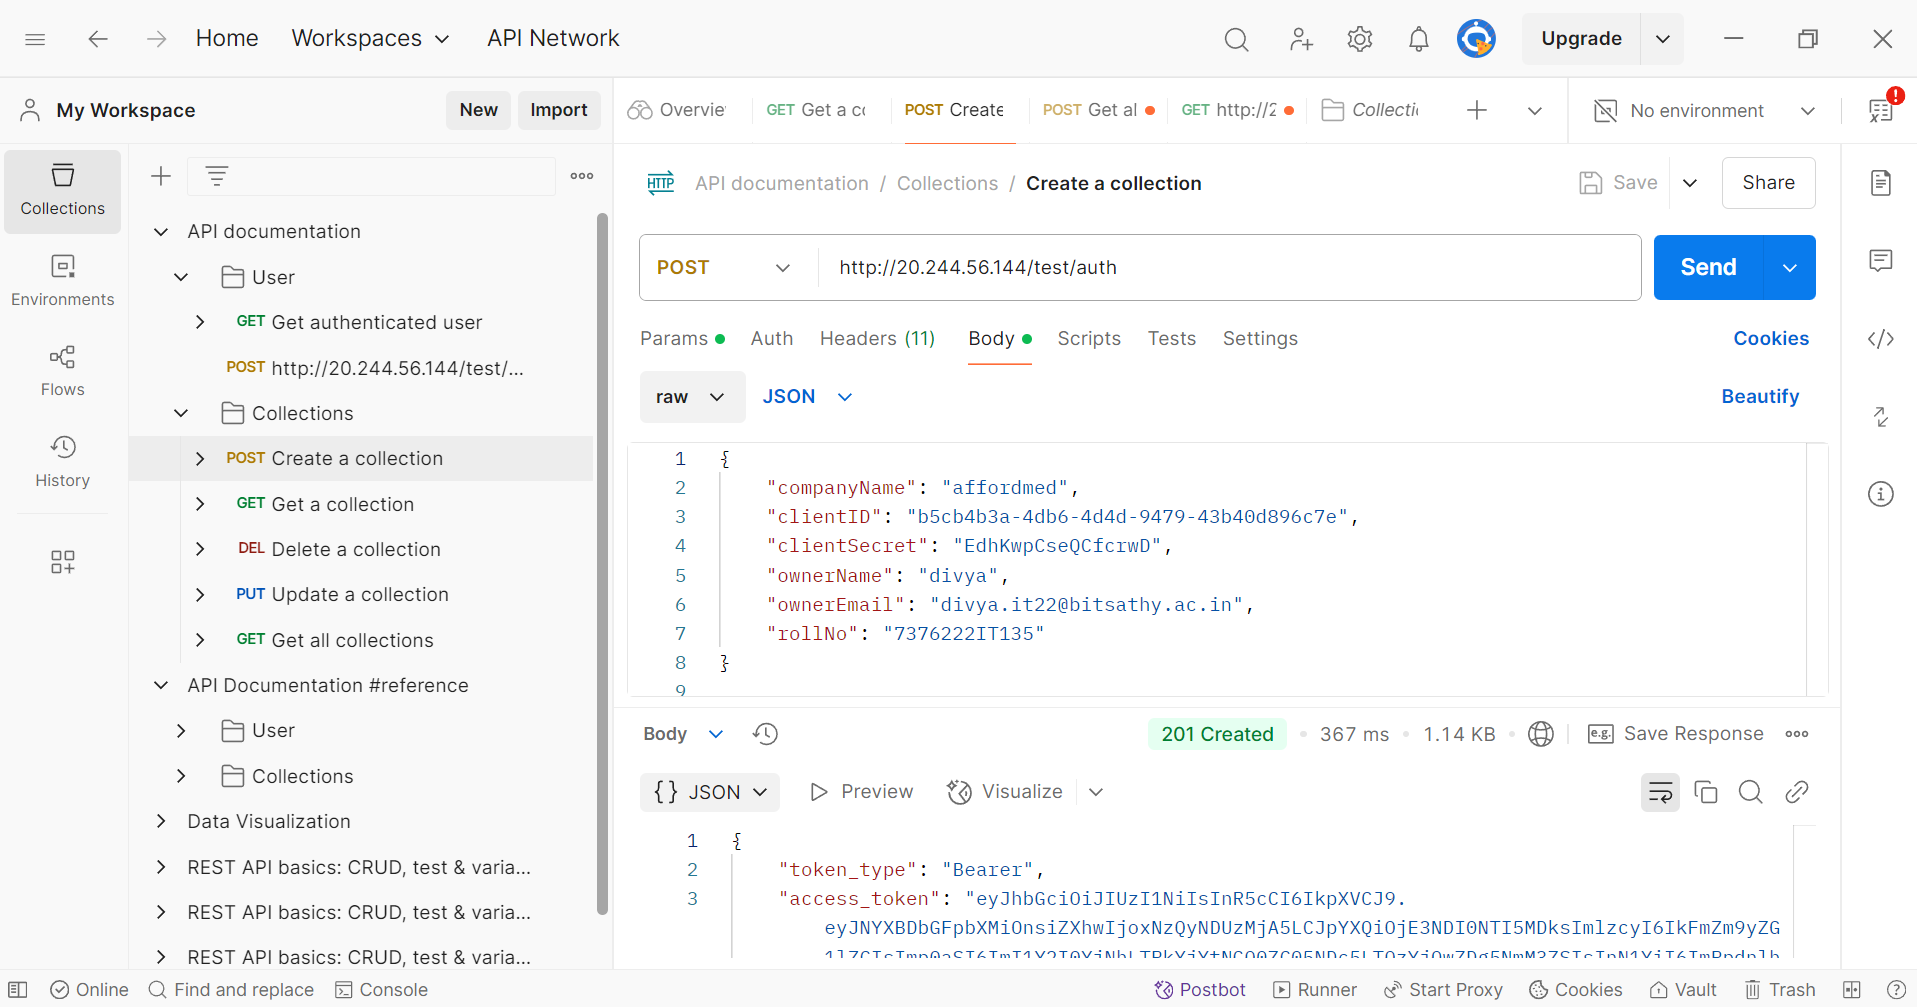 Home Workspaces API Network Upgrade
My Workspace New Import
Overvie GET Get a cc POST Create POST Get al GET http://2 Collecti No environment
Collections
Environments
Flows
History
API documentation
User
GET Get authenticated user
POST http://20.244.56.144/test/...
Collections
POST Create a collection
GET Get a collection
DEL Delete a collection
PUT Update a collection
GET Get all collections
API Documentation #reference
User
Collections
Data Visualization
REST API basics: CRUD, test & varia...
REST API basics: CRUD, test & varia...
REST API basics: CRUD, test & varia...
HTTP API documentation / Collections / Create a collection Save Share
POST http://20.244.56.144/test/auth Send
Params Auth Headers (11) Body Scripts Tests Settings Cookies
raw JSON Beautify
1 {
2 "companyName": "affordmed",
3 "clientID": "b5cb4b3a-4db6-4d4d-9479-43b40d896c7e",
4 "clientSecret": "EdhKwpCseQCfcrwD",
5 "ownerName": "divya",
6 "ownerEmail": "divya.it22@bitsathy.ac.in",
7 "rollNo": "7376222IT135"
8 }
9
Body 201 Created 367 ms 1.14 KB e.g. Save Response
{} JSON Preview Visualize
1 {
2 "token_type": "Bearer",
3 "access_token": "eyJhbGciOiJIUzI1NiIsInR5cCI6IkpXVCJ9.
eyJNYXBDbGFpbXMiOnsiZXhwIjoxNzQyNDUzMjA5LCJpYXQiOjE3NDI0NTI5MDksImlzcyI6IkFmZm9yZG
Online Find and replace Console Postbot Runner Start Proxy Cookies Vault Trash